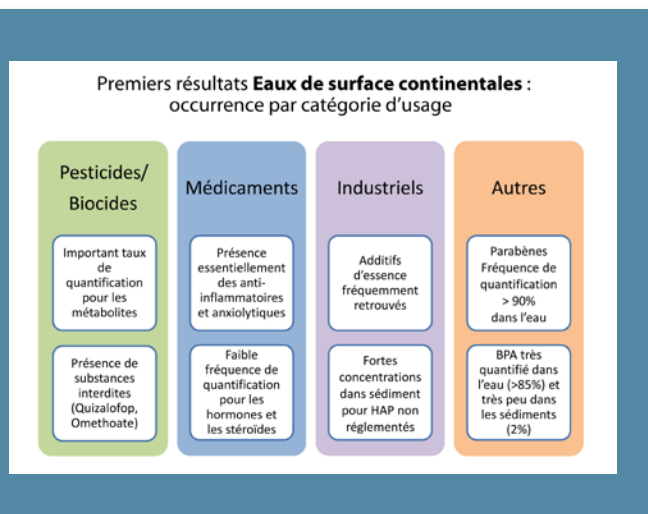 Premiers résultats Eaux de surface continentales :
occurrence par catégorie d'usage
Pesticides/
Biocides
Important taux
de
quantification
pour les
métabolites
Présence de
substances
interdites
(Quizalofop,
Omethoate)
Médicaments
Présence
essentiellement
des anti-
inflammatoires
et anxiolytiques
Faible
fréquence de
quantification
pour les
hormones et
les stéroïdes
Industriels
Additifs
d'essence
fréquemment
retrouvés
Fortes
concentrations
dans sédiment
pour HAP non
réglementés
Autres
Parabènes
Fréquence de
quantification
> 90%
dans l'eau
BPA très
quantifié dans
l'eau (>85%) et
très peu dans
les sédiments
(2%)